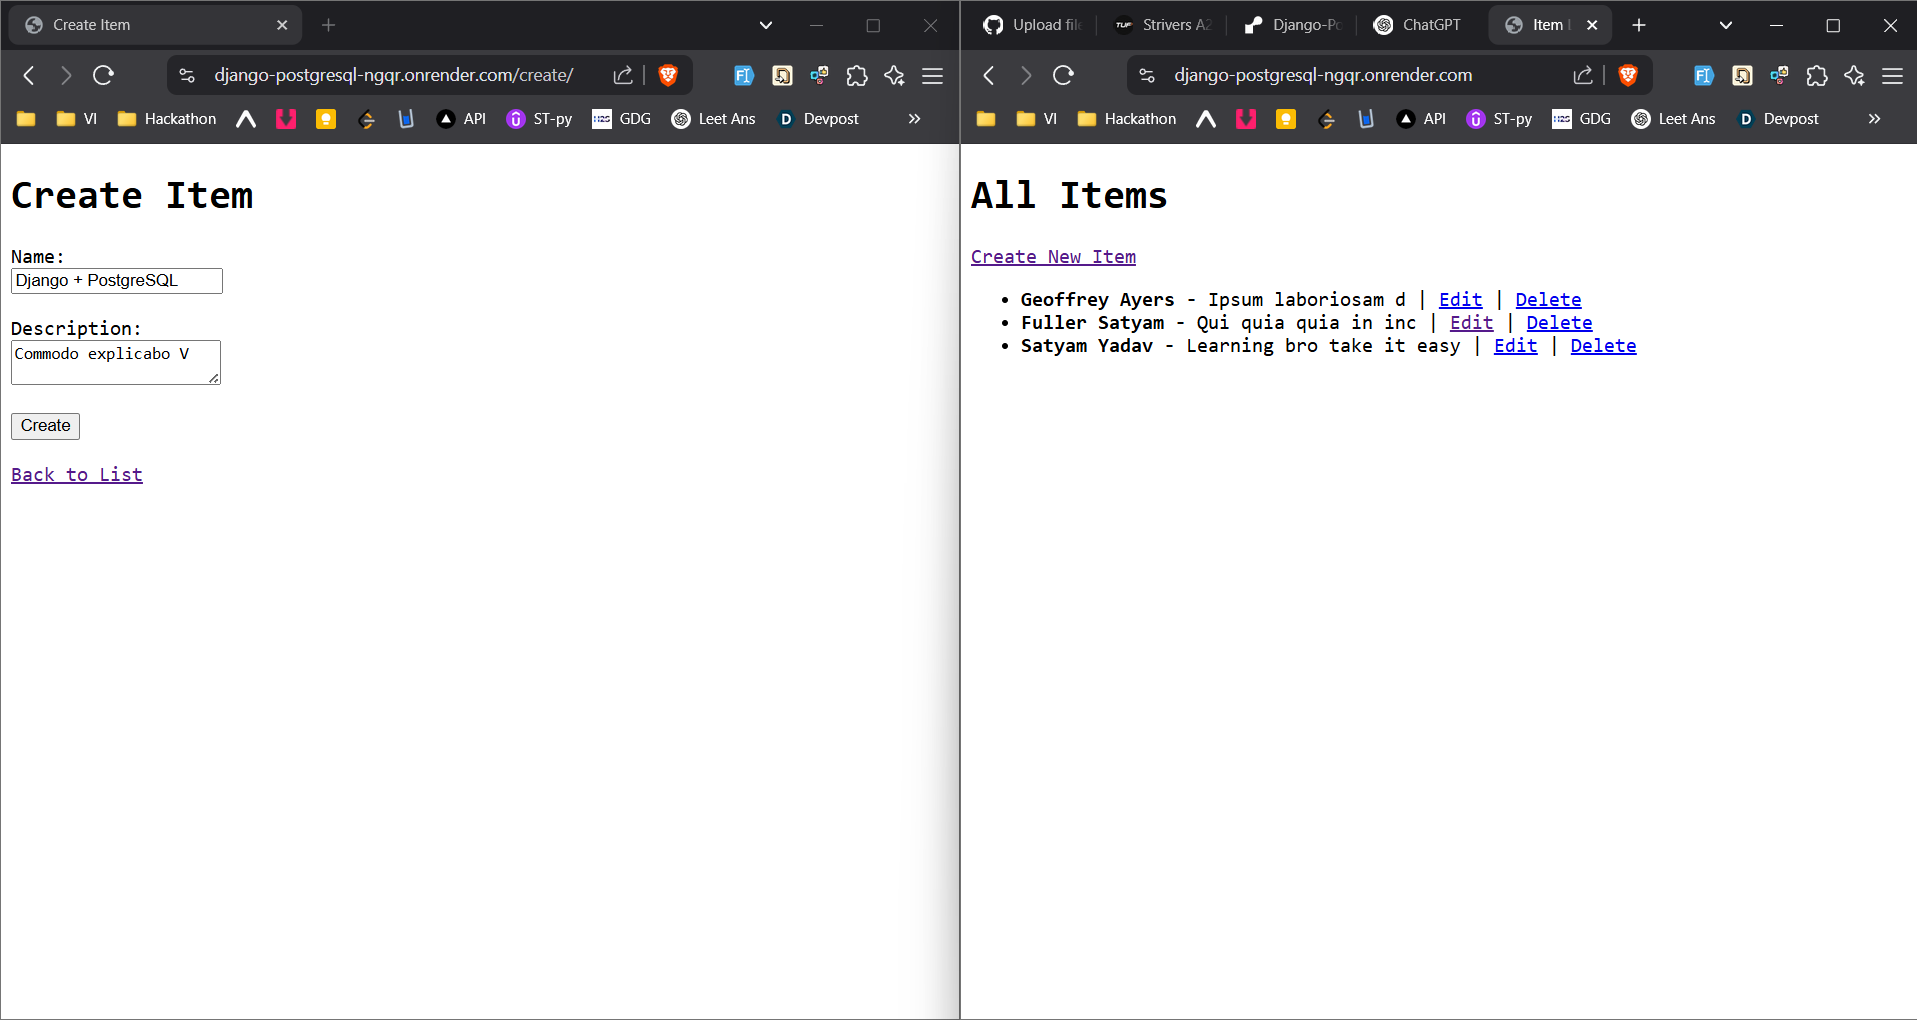 Create Item
django-postgresql-ngqr.onrender.com/create/
VI
Hackathon
API
ST-py
GDG
Leet Ans
Devpost
Create Item
Name:
Django + PostgreSQL
Description:
Commodo explicabo V
Create
Back to List
Upload file
Strivers A2
Django-Po
ChatGPT
Item
django-postgresql-ngqr.onrender.com
VI
Hackathon
API
ST-py
H2S GDG
Leet Ans
Devpost
All Items
Create New Item
• Geoffrey Ayers - Ipsum laboriosam d | Edit | Delete
• Fuller Satyam - Qui quia quia in inc | Edit | Delete
• Satyam Yadav - Learning bro take it easy | Edit | Delete